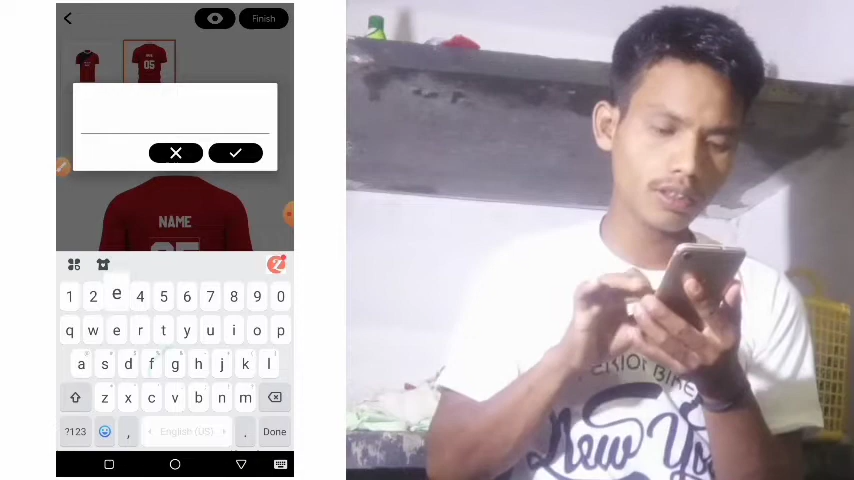 Finish
05
NAME
1 2 e 4 5 6 7 8 9 0
q w e r t y u i o p
a s d f g h j k l
z x c v b n m
?123 , English (US) . Done
New Yo